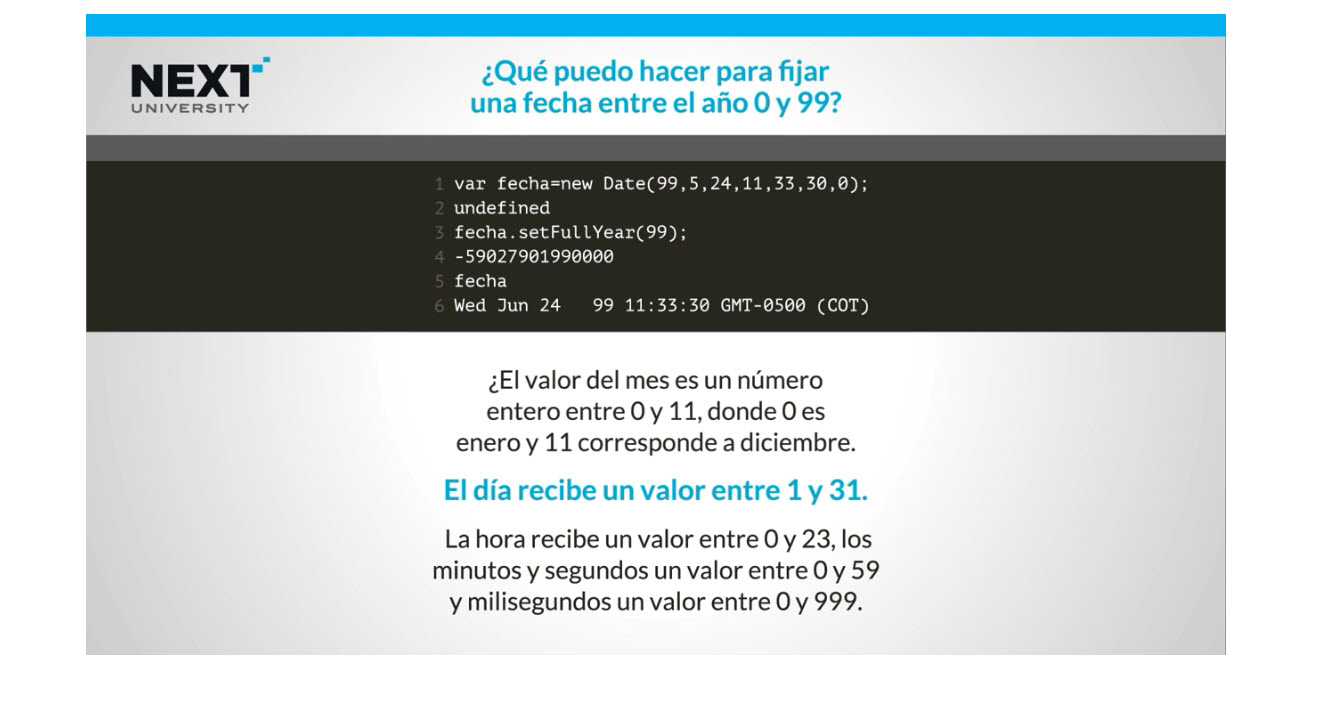 NEXT
UNIVERSITY
¿Qué puedo hacer para fijar
una fecha entre el año 0 y 99?
1 var fecha=new Date(99,5,24,11,33,30,0);
2 undefined
3 fecha.setFullYear(99);
4 -59027901990000
5 fecha
6 Wed Jun 24   99 11:33:30 GMT-0500 (COT)
¿El valor del mes es un número
entero entre 0 y 11, donde 0 es
enero y 11 corresponde a diciembre.
El día recibe un valor entre 1 y 31.
La hora recibe un valor entre 0 y 23, los
minutos y segundos un valor entre 0 y 59
y milisegundos un valor entre 0 y 999.